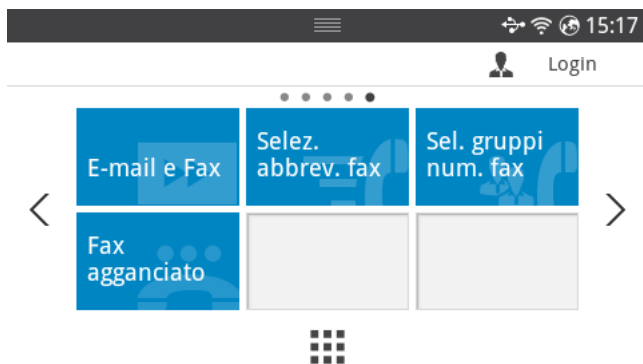 15:17
Login
E-mail e Fax
Selez.
abbrev. fax
Sel. gruppi
num. fax
Fax
agganciato